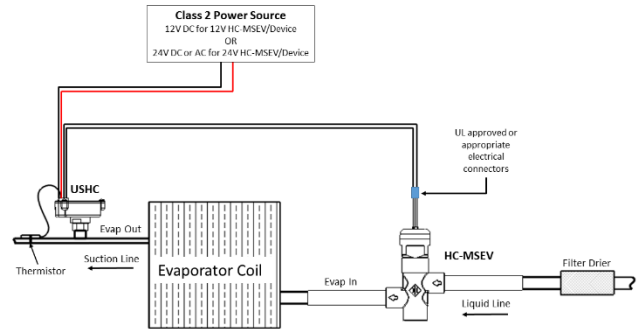 Class 2 Power Source
12V DC for 12V HC-MSEV/Device
OR
24V DC or AC for 24V HC-MSEV/Device
UL approved or
appropriate
electrical
connectors
USHC
Evap Out
Suction Line
Thermistor
Evaporator Coil
Evap In
HC-MSEV
Liquid Line
Filter Drier